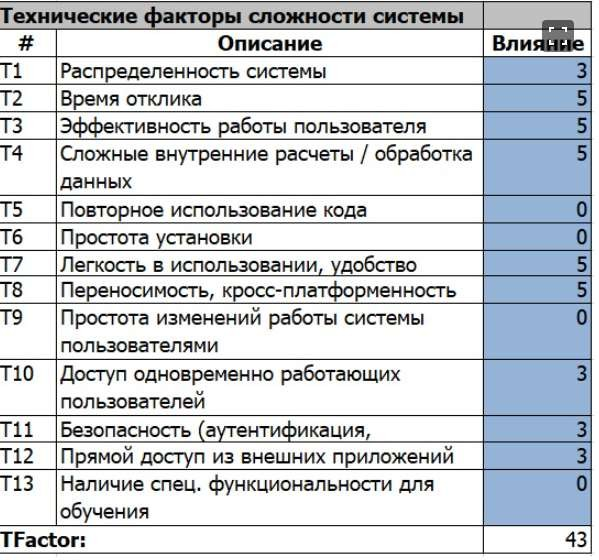 Технические факторы сложности системы
# Описание Влияние
T1 Распределенность системы 3
T2 Время отклика 5
T3 Эффективность работы пользователя 5
T4 Сложные внутренние расчеты / обработка 5
данных
T5 Повторное использование кода 0
T6 Простота установки 0
T7 Легкость в использовании, удобство 5
T8 Переносимость, кросс-платформенность 5
T9 Простота изменений работы системы 0
пользователями
T10 Доступ одновременно работающих 3
пользователей
T11 Безопасность (аутентификация, 3
T12 Прямой доступ из внешних приложений 3
T13 Наличие спец. функциональности для 0
обучения
TFactor: 43